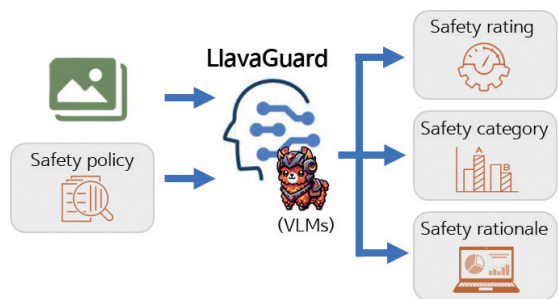 LlavaGuard
Safety policy
(VLMs)
Safety rating
Safety category
A
B
Safety rationale